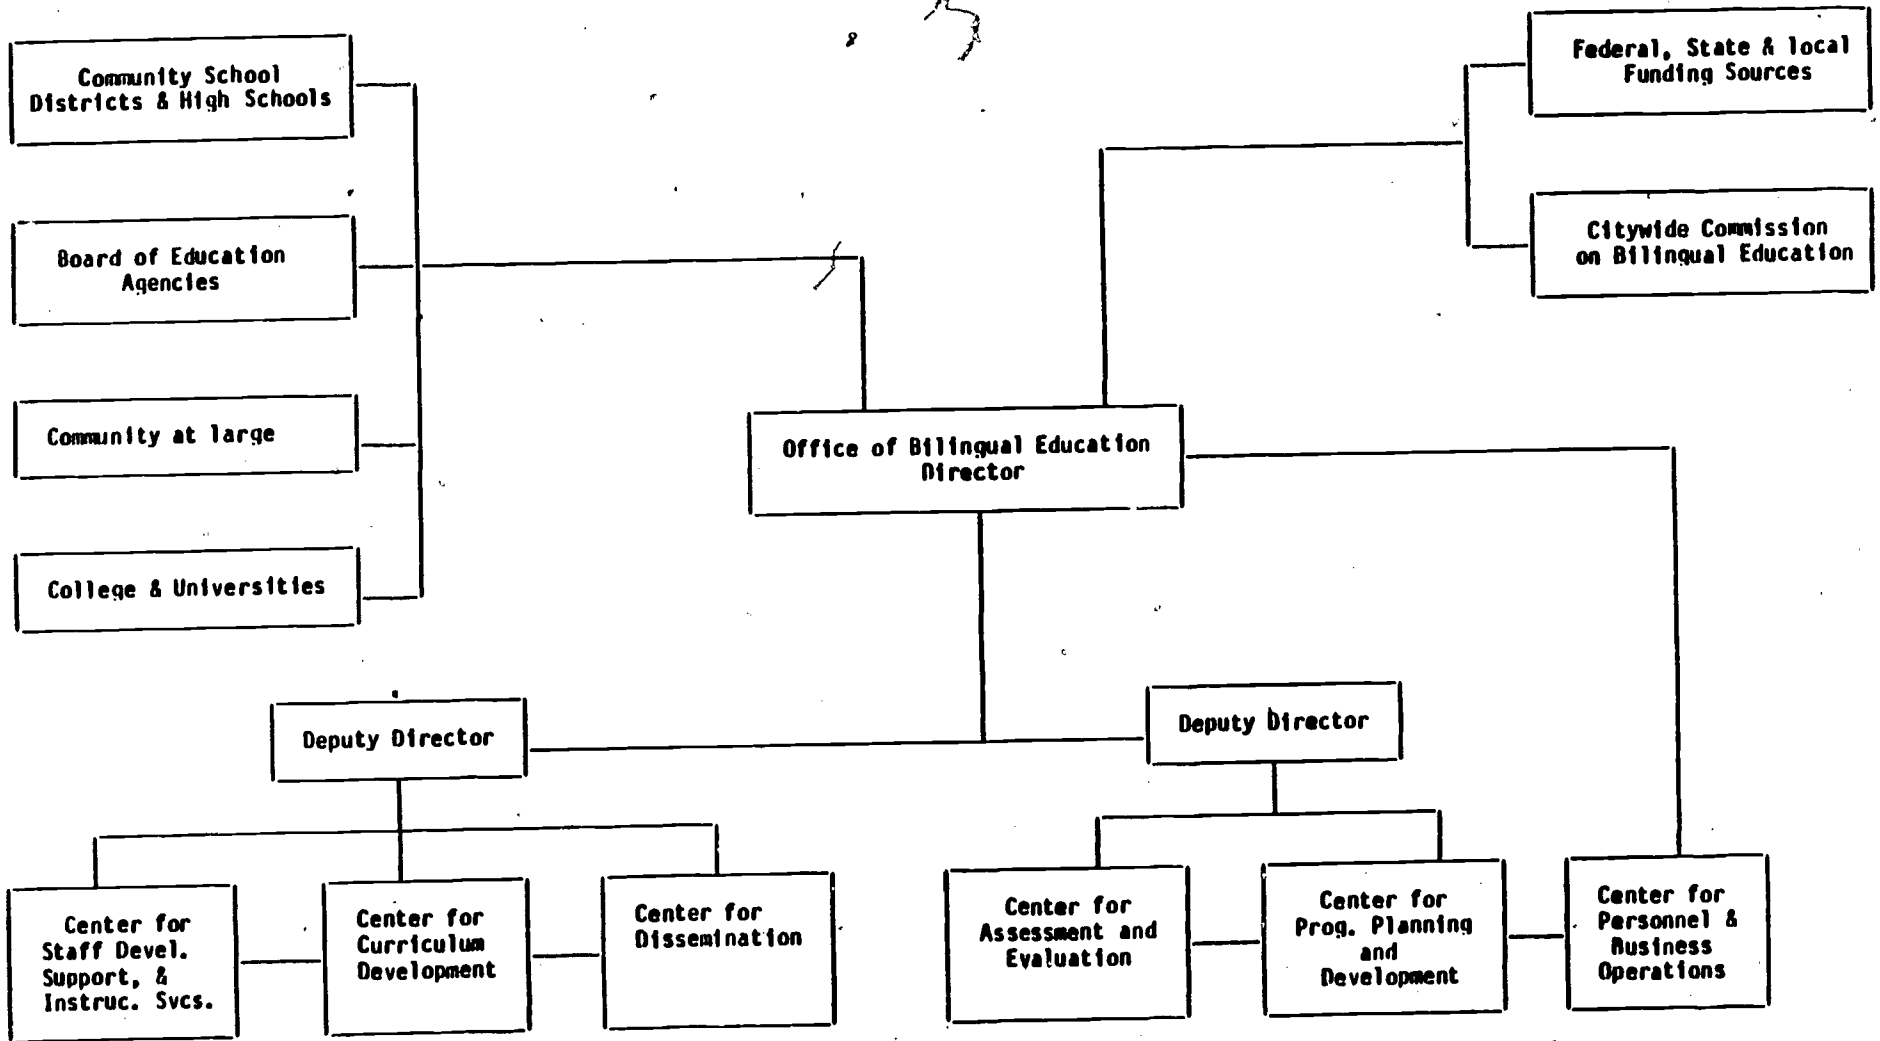 8
Community School
Districts & High Schools
Federal, State & local
Funding Sources
Board of Education
Agencies
Citywide Commission
on Bilingual Education
Community at large
Office of Bilingual Education
Director
College & Universities
Deputy Director
Deputy Director
Center for
Staff Devel.
Support, &
Instruc. Svcs.
Center for
Curriculum
Development
Center for
Dissemination
Center for
Assessment and
Evaluation
Center for
Prog. Planning
and
Development
Center for
Personnel &
Business
Operations